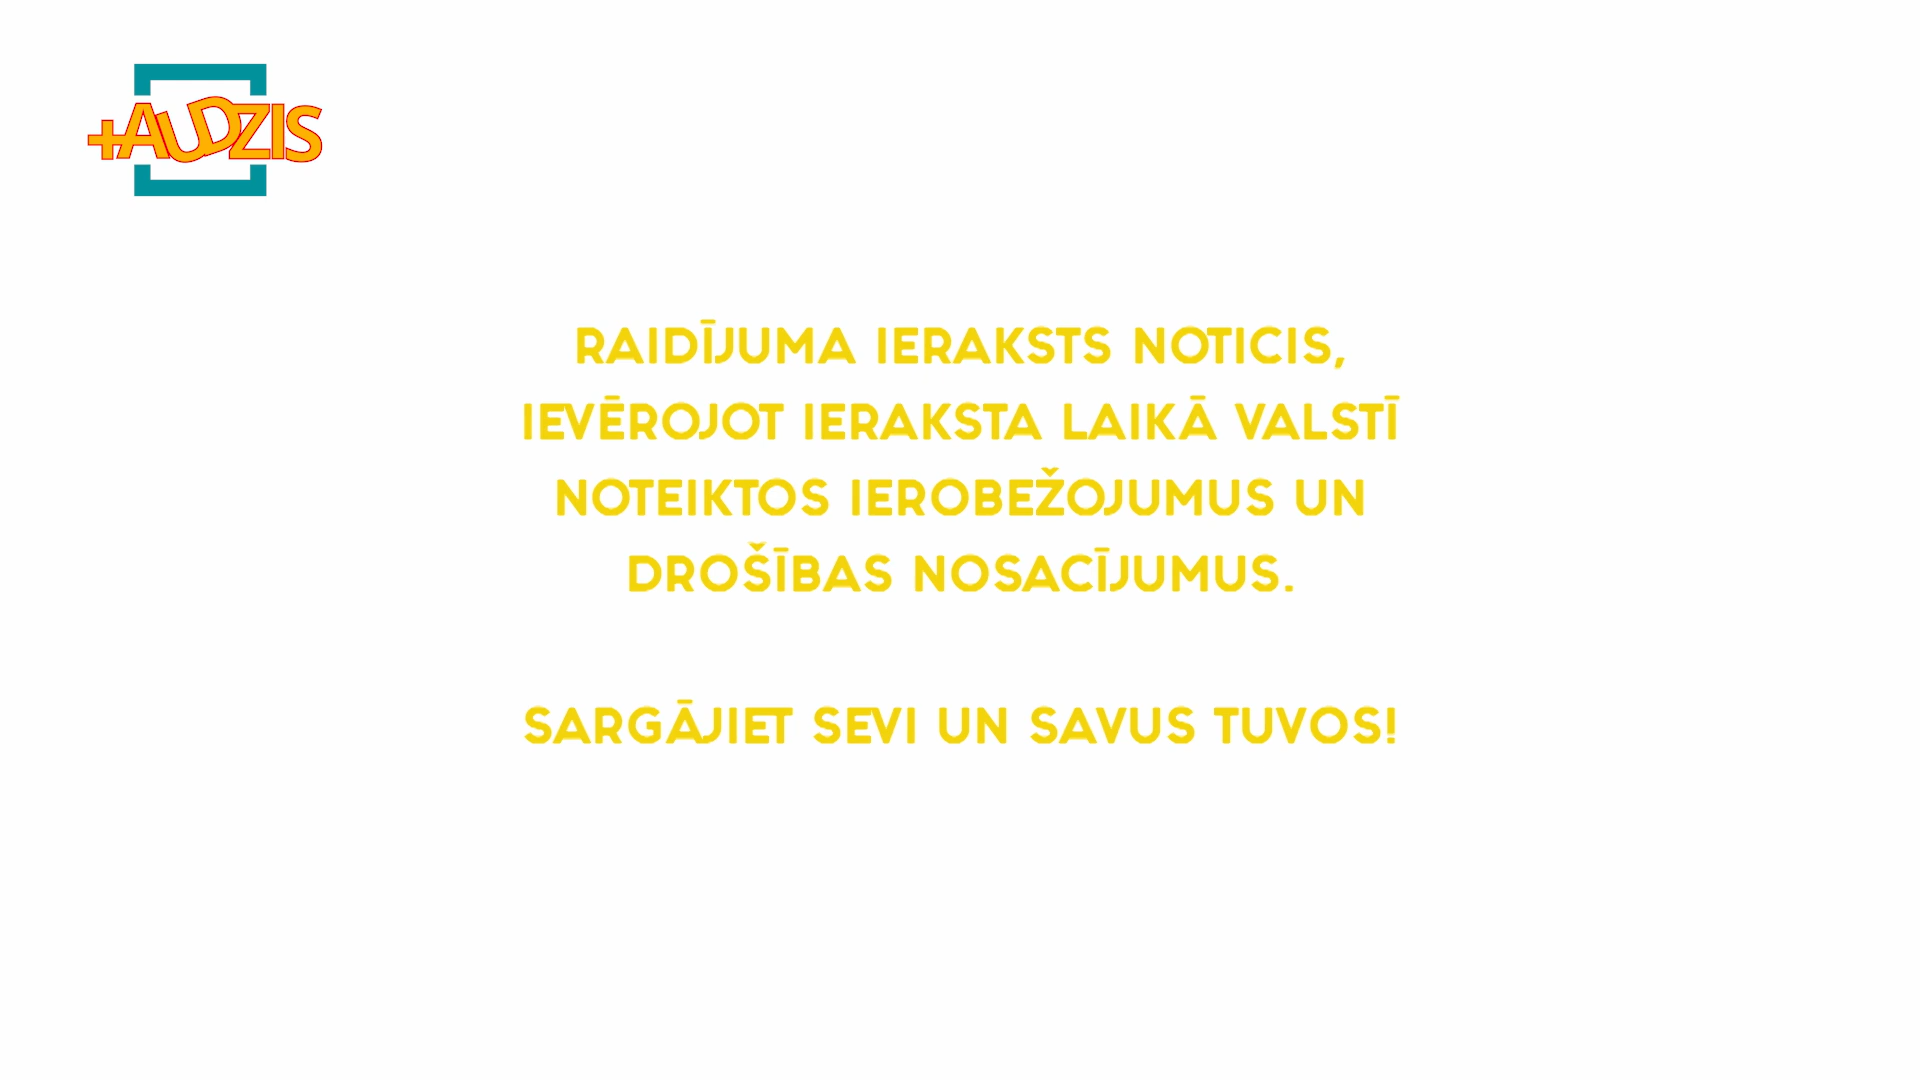 +AUDZIS
RAIDĪJUMA IERAKSTS NOTICIS,
IEVĒROJOT IERAKSTA LAIKĀ VALSTĪ
NOTEIKTOS IEROBEŽOJUMUS UN
DROŠĪBAS NOSACĪJUMUS.
SARGĀJIET SEVI UN SAVUS TUVOS!